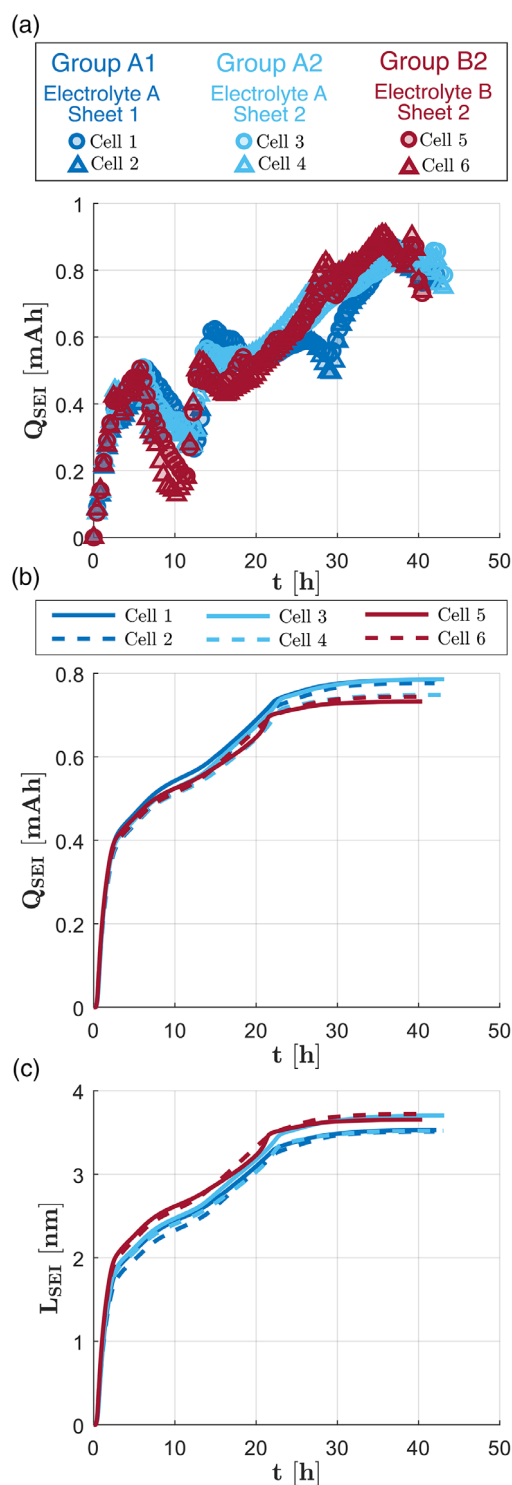 (a)
Group A1 Group A2 Group B2
Electrolyte A Electrolyte A Electrolyte B
Sheet 1 Sheet 2 Sheet 2
Cell 1 Cell 3 Cell 5
Cell 2 Cell 4 Cell 6
1
0.8
0.6
0.4
0.2
0
Q_SEI [mAh]
0 10 20 30 40 50
t [h]
(b)
Cell 1 Cell 3 Cell 5
Cell 2 Cell 4 Cell 6
0.8
0.6
0.4
0.2
0
Q_SEI [mAh]
0 10 20 30 40 50
t [h]
(c)
4
3
2
1
0
L_SEI [nm]
0 10 20 30 40 50
t [h]